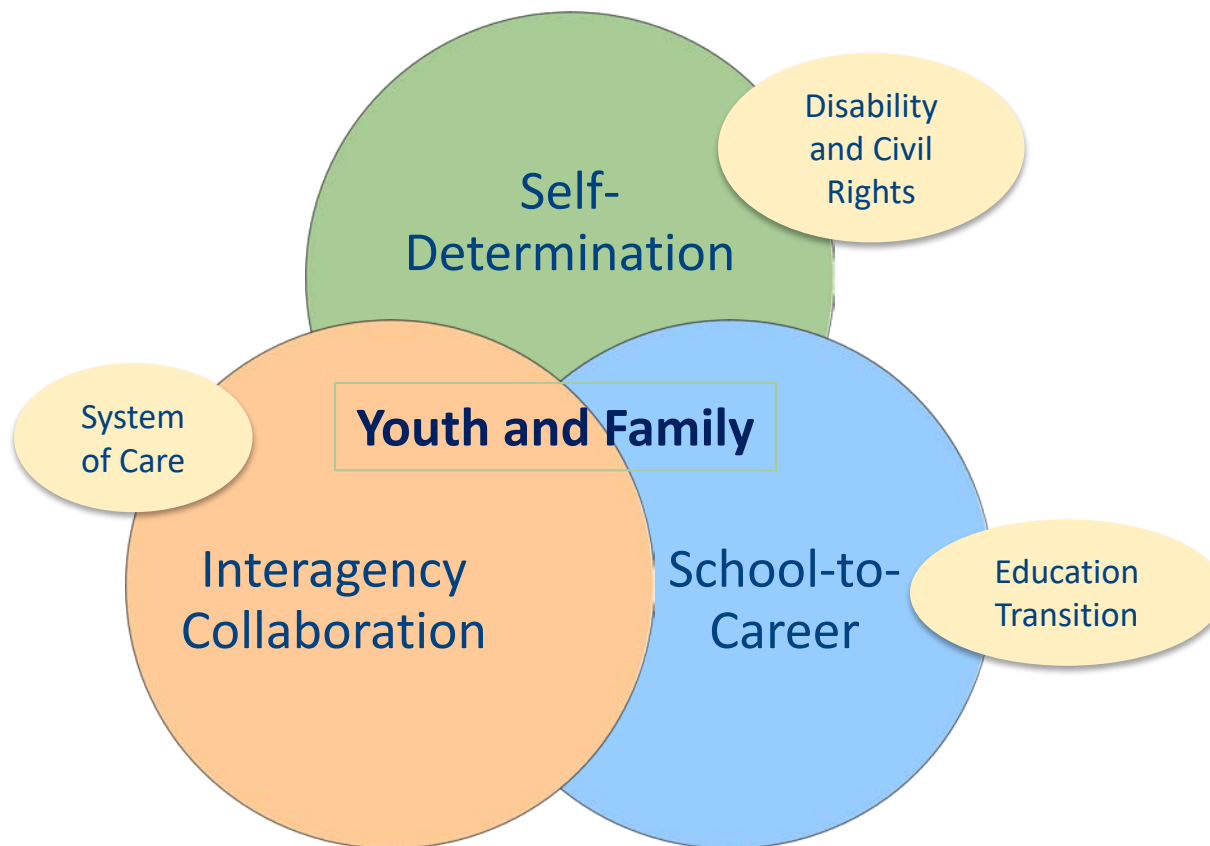 Disability
and Civil
Rights
Self-
Determination
Youth and Family
System
of Care
Interagency
Collaboration
School-to-
Career
Education
Transition